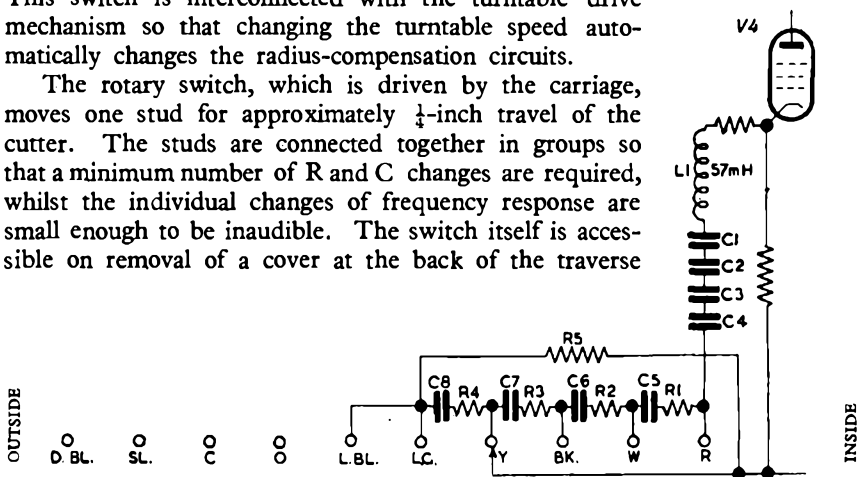 This switch is interconnected with the turntable drive
mechanism so that changing the turntable speed auto-
matically changes the radius-compensation circuits.
The rotary switch, which is driven by the carriage,
moves one stud for approximately ¼-inch travel of the
cutter. The studs are connected together in groups so
that a minimum number of R and C changes are required,
whilst the individual changes of frequency response are
small enough to be inaudible. The switch itself is acces-
sible on removal of a cover at the back of the traverse
V4
L1 57mH
C1
C2
C3
C4
R5
C8 R4 C7 R3 C6 R2 C5 R1
OUTSIDE
D. BL. SL. C O L.BL. L.G. Y BK. W R
INSIDE